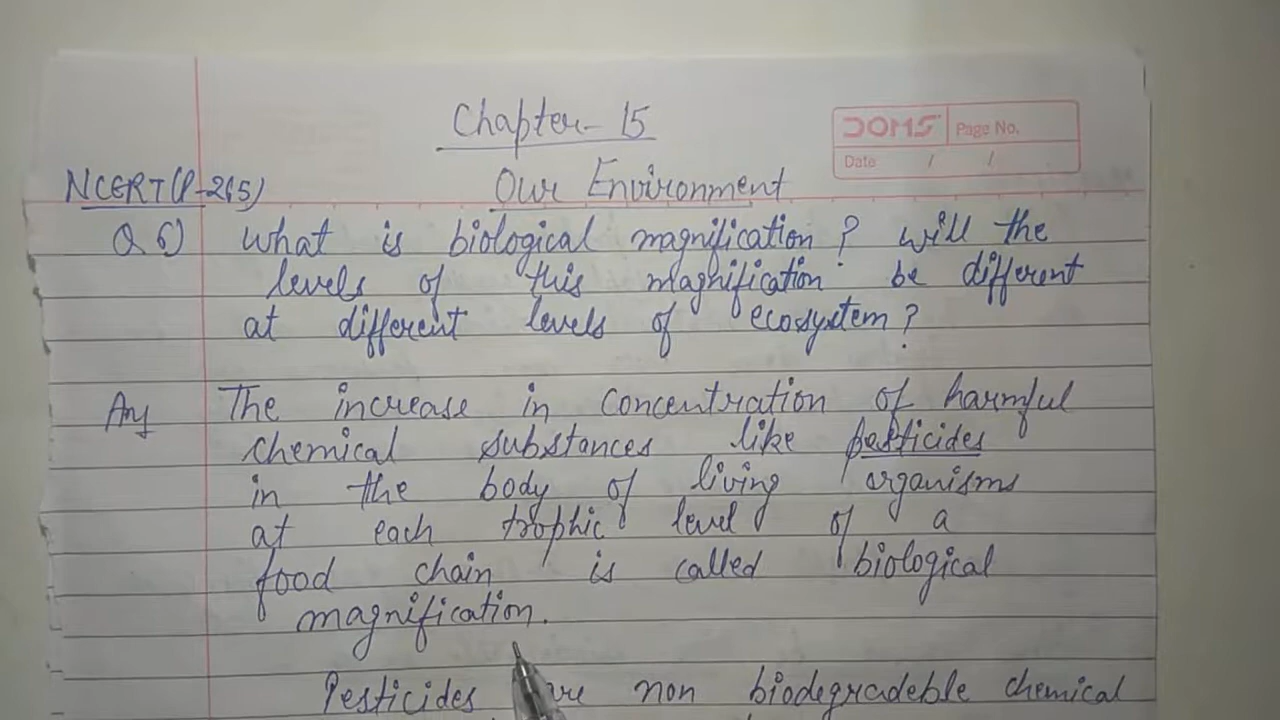 Chapter- 15
DOMS Page No.
Date / /
NCERT(P-265)
Our Environment
Q 6) What is biological magnification? Will the
levels of this magnification be different
at different levels of ecosystem?
Ans The increase in concentration of harmful
chemical substances like pesticides
in the body of living organisms
at each trophic level of a
food chain is called biological
magnification.
Pesticides are non biodegradeble chemical